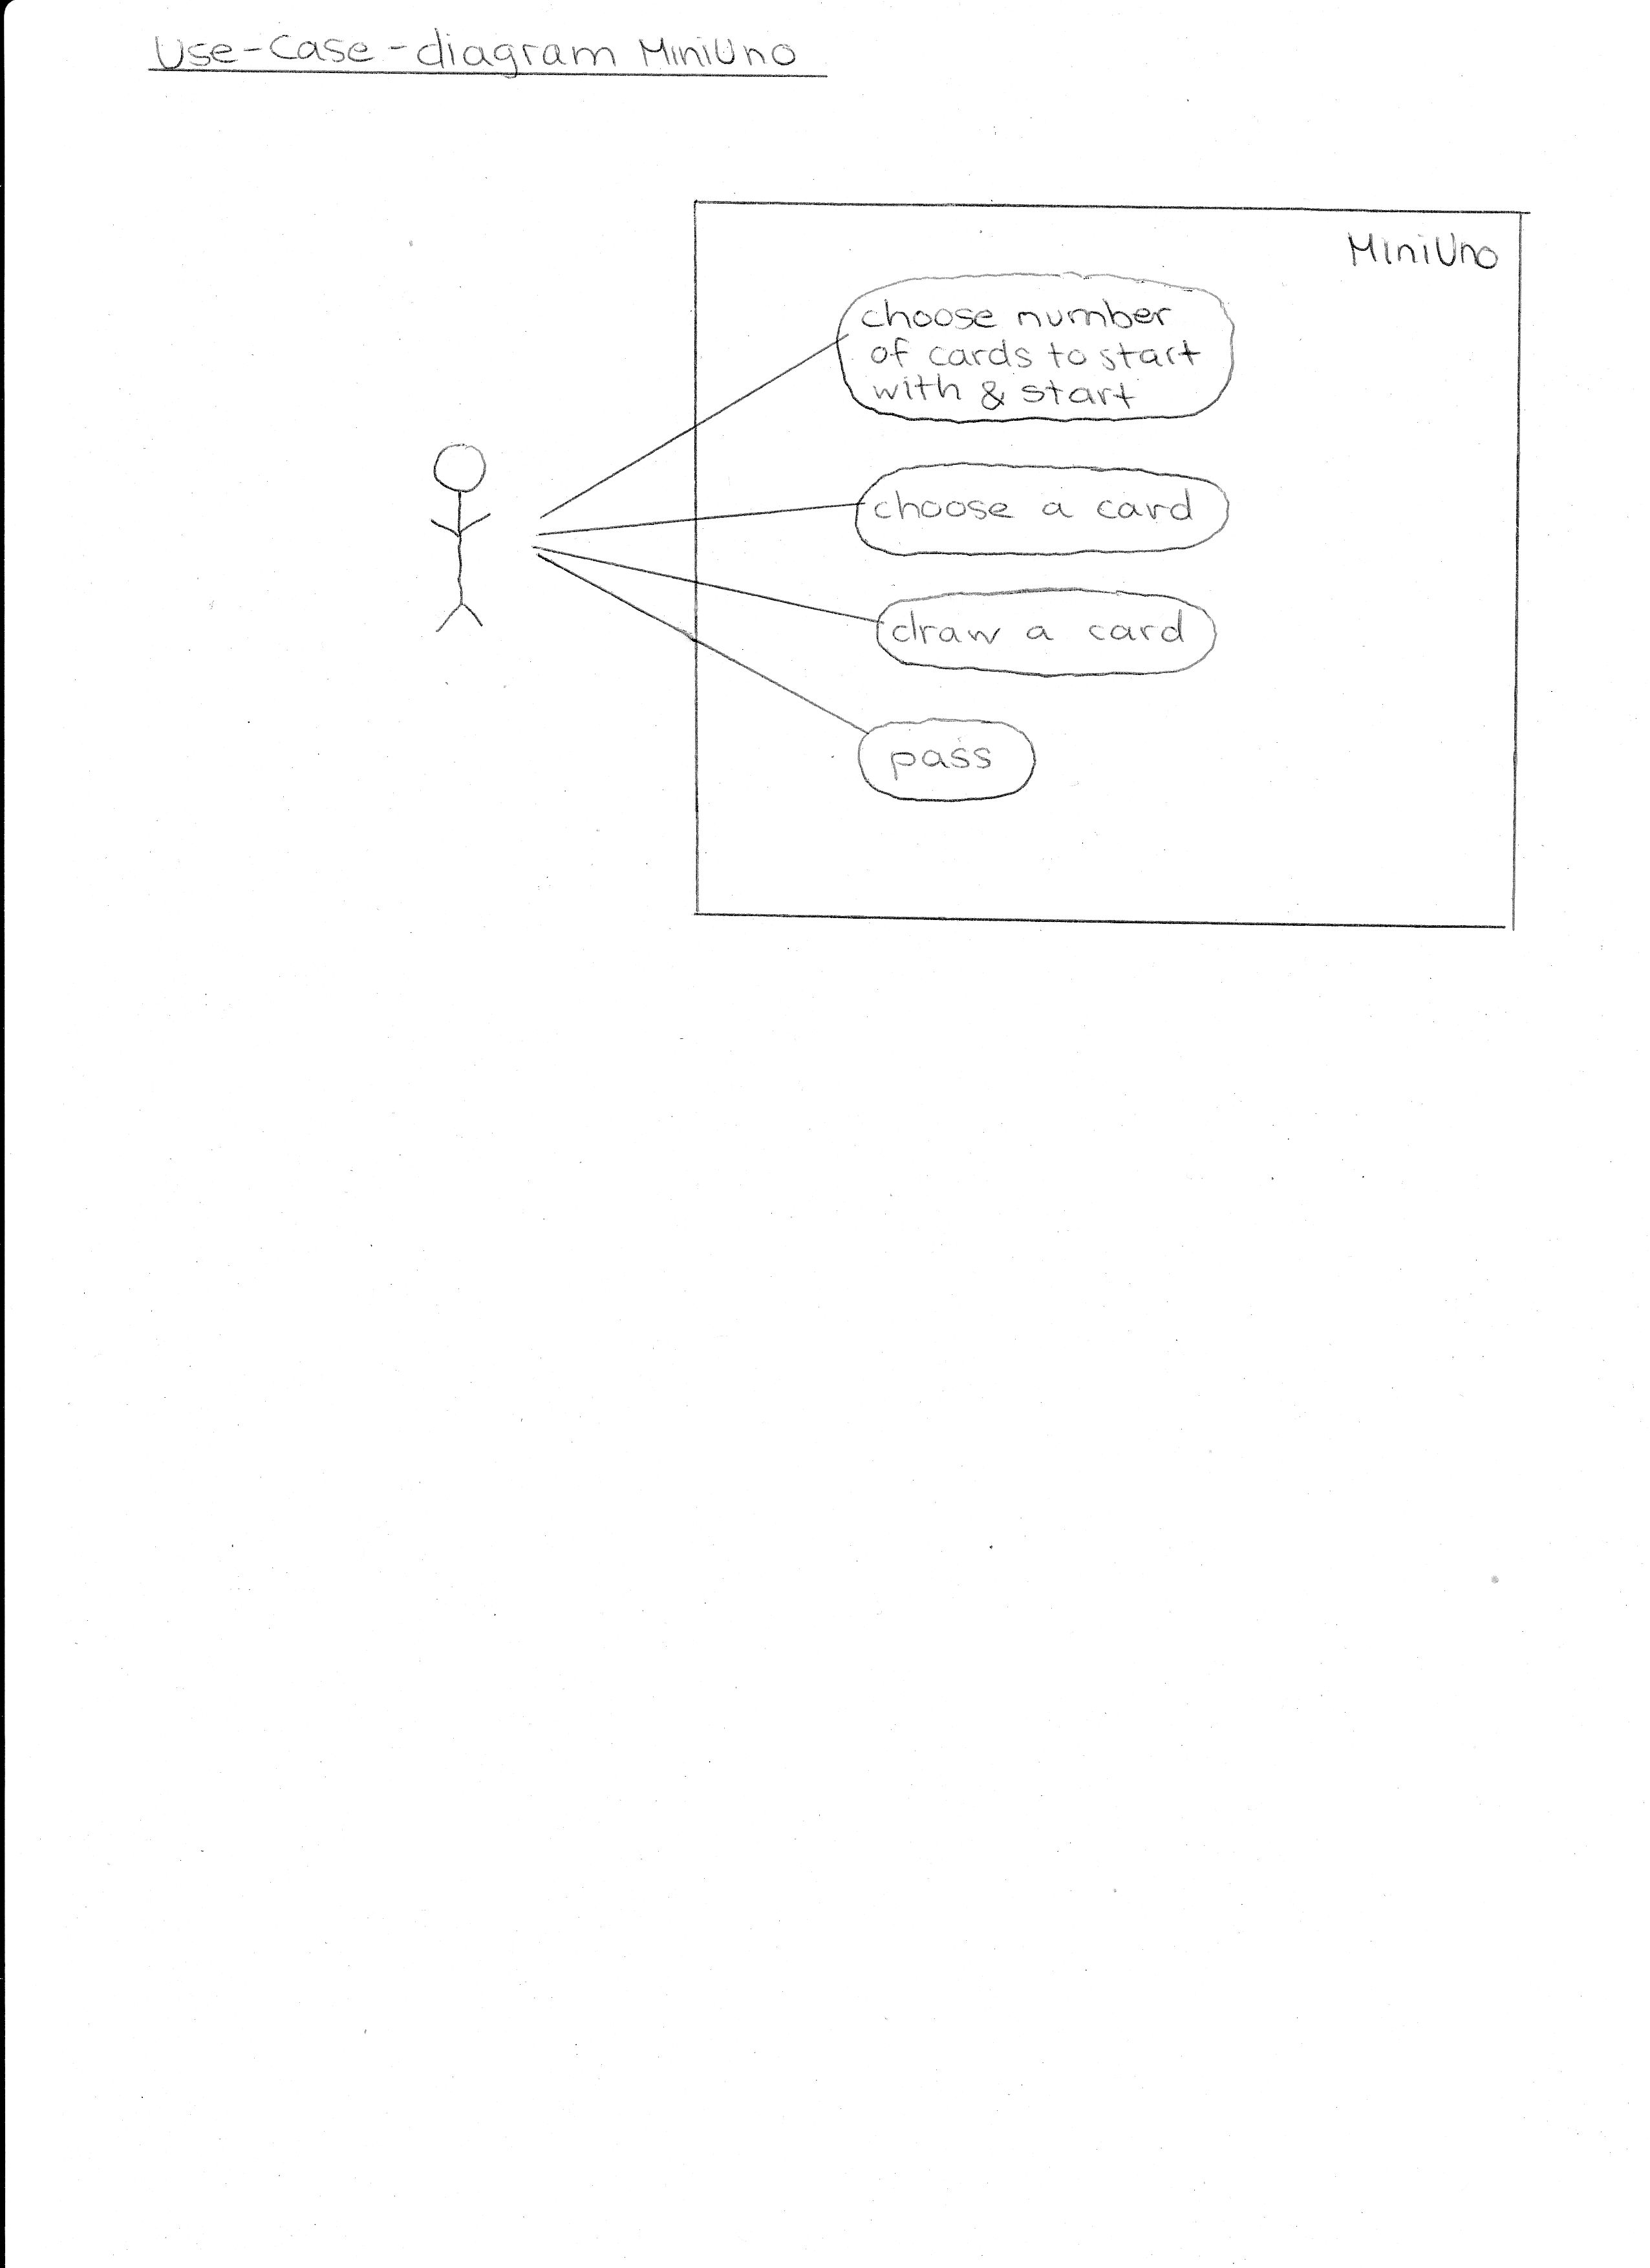 Use-Case-diagram MiniUno
MiniUno
choose number
of cards to start
with & start
choose a card
draw a card
pass